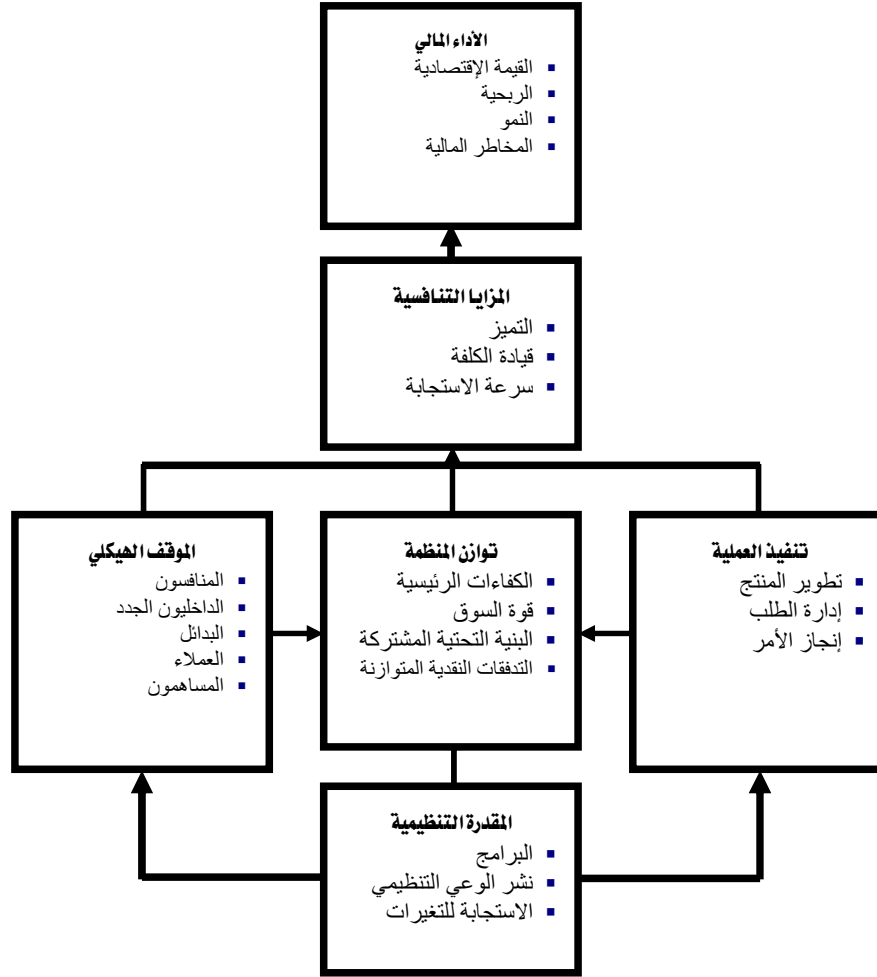 الأداء المالي
القيمة الإقتصادية
الربحية
النمو
المخاطر المالية
المزايا التنافسية
التميز
قيادة الكلفة
سرعة الاستجابة
تنفيذ العملية
تطوير المنتج
إدارة الطلب
إنجاز الأمر
توازن المنظمة
الكفاءات الرئيسية
قوة السوق
البنية التحتية المشتركة
التدفقات النقدية المتوازنة
الموقف الهيكلي
المنافسون
الداخليون الجدد
البدائل
العملاء
المساهمون
المقدرة التنظيمية
البرامج
نشر الوعي التنظيمي
الاستجابة للتغيرات